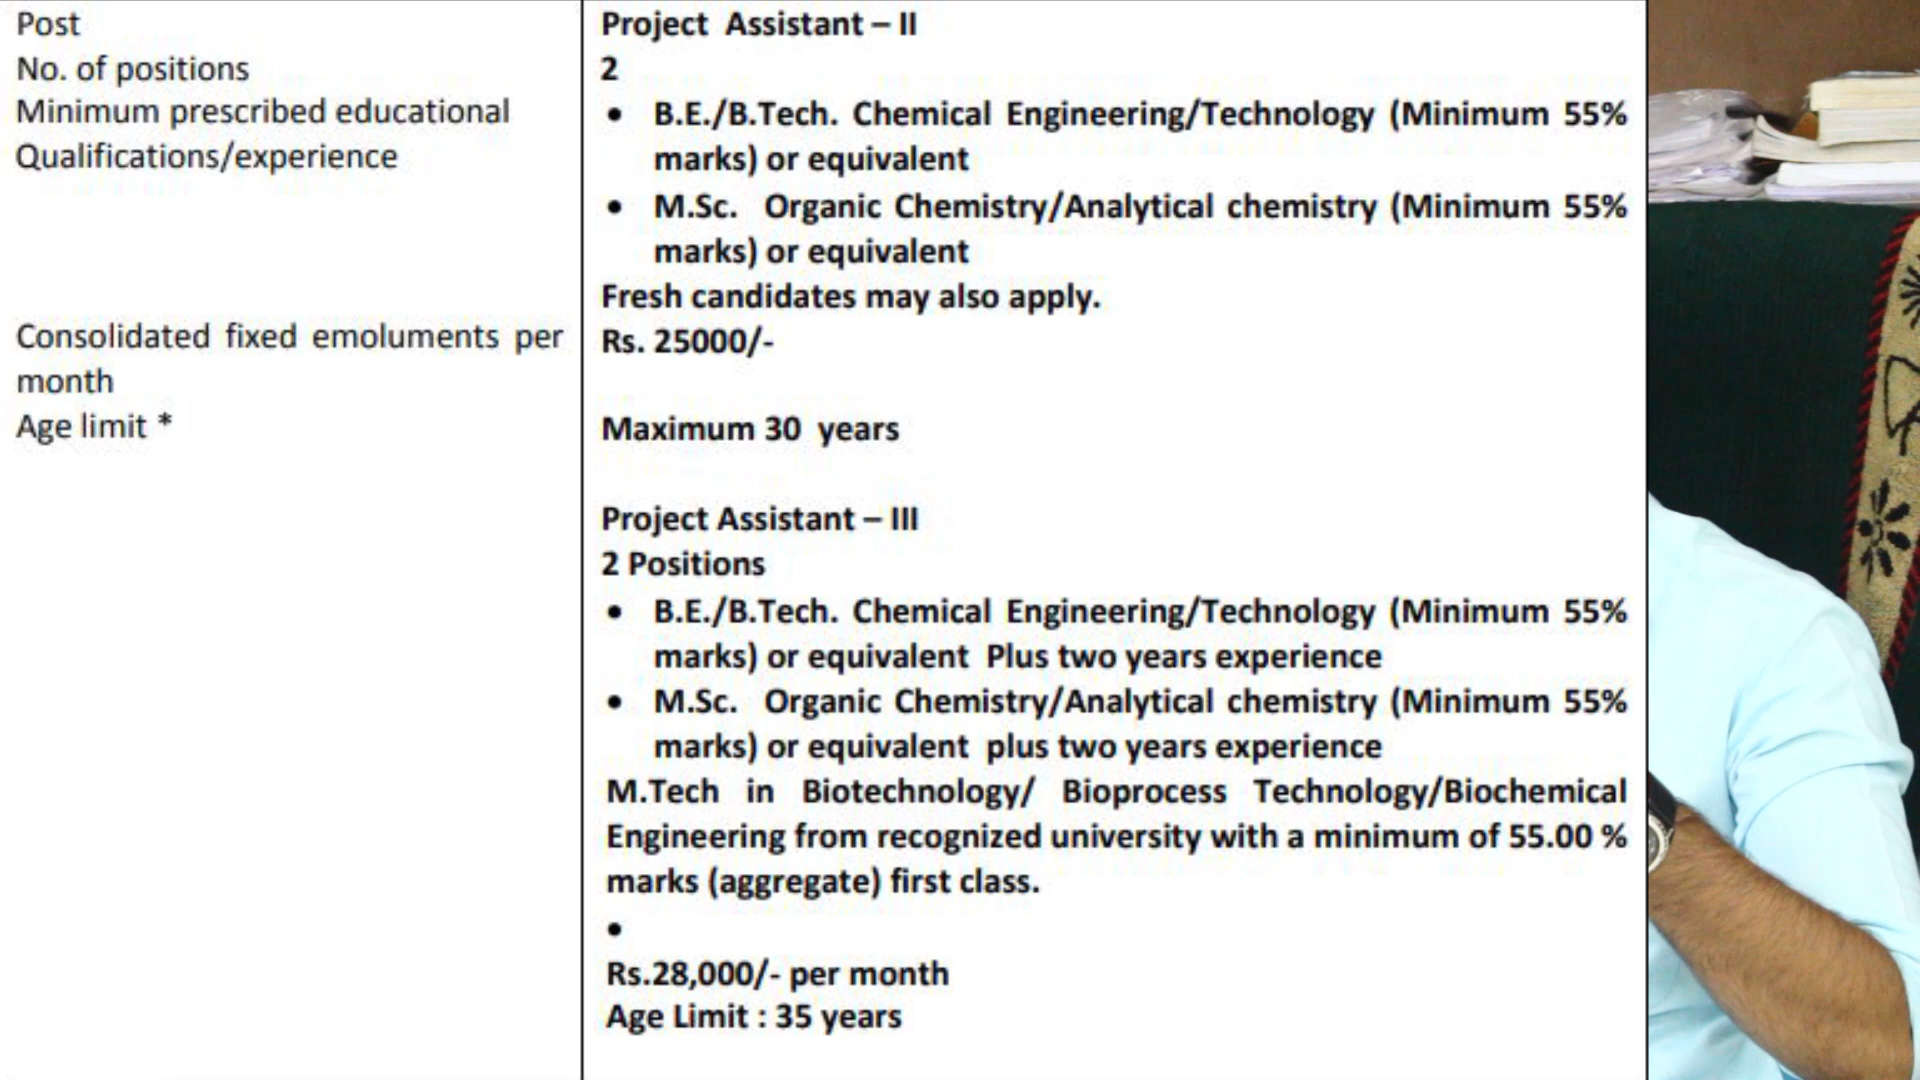 Post
No. of positions
Minimum prescribed educational
Qualifications/experience
Consolidated fixed emoluments per
month
Age limit *
Project Assistant – II
2
• B.E./B.Tech. Chemical Engineering/Technology (Minimum 55%
marks) or equivalent
• M.Sc. Organic Chemistry/Analytical chemistry (Minimum 55%
marks) or equivalent
Fresh candidates may also apply.
Rs. 25000/-
Maximum 30 years
Project Assistant – III
2 Positions
• B.E./B.Tech. Chemical Engineering/Technology (Minimum 55%
marks) or equivalent Plus two years experience
• M.Sc. Organic Chemistry/Analytical chemistry (Minimum 55%
marks) or equivalent plus two years experience
M.Tech in Biotechnology/ Bioprocess Technology/Biochemical
Engineering from recognized university with a minimum of 55.00 %
marks (aggregate) first class.
•
Rs.28,000/- per month
Age Limit : 35 years